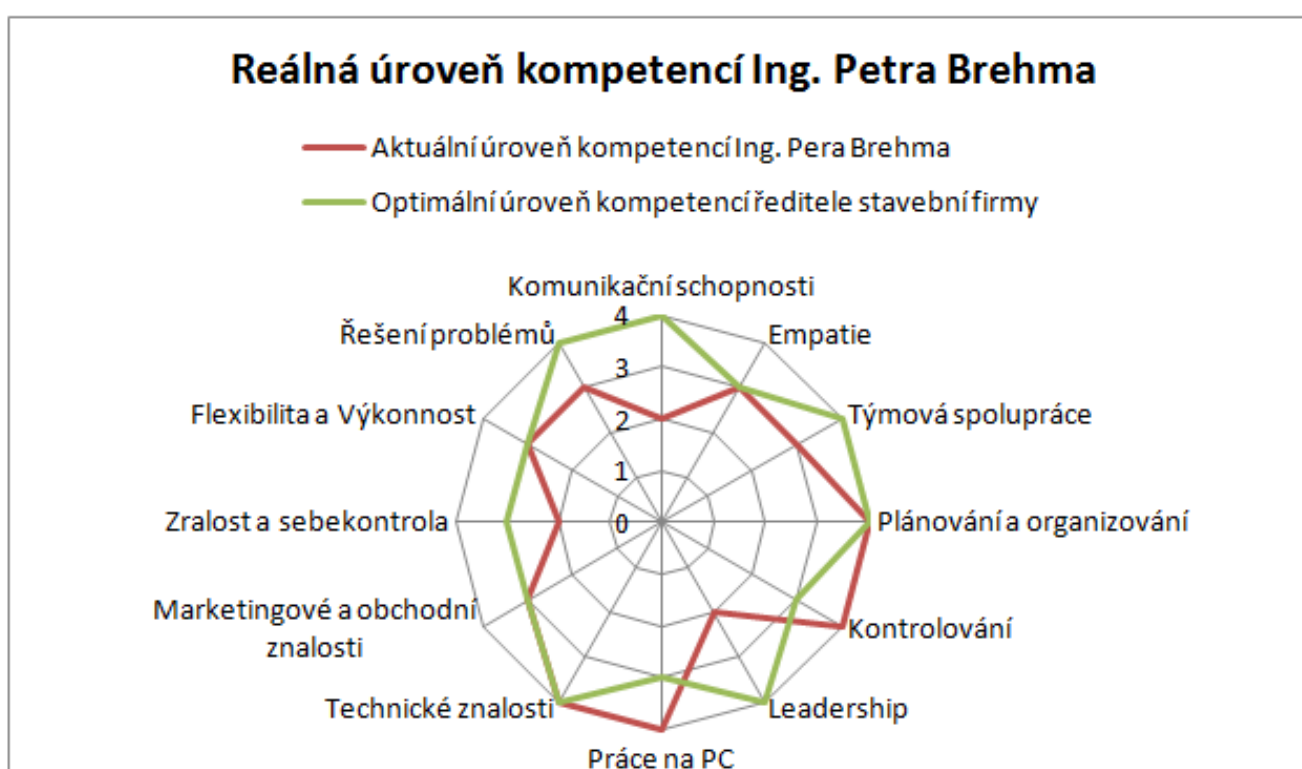 Reálná úroveň kompetencí Ing. Petra Brehma
Aktuální úroveň kompetencí Ing. Pera Brehma
Optimální úroveň kompetencí ředitele stavební firmy
Komunikační schopnosti
4
Řešení problémů
Empatie
3
Flexibilita a Výkonnost
2
Týmová spolupráce
1
Zralost a sebekontrola
0
Plánování a organizování
Marketingové a obchodní
znalosti
Kontrolování
Technické znalosti
Leadership
Práce na PC